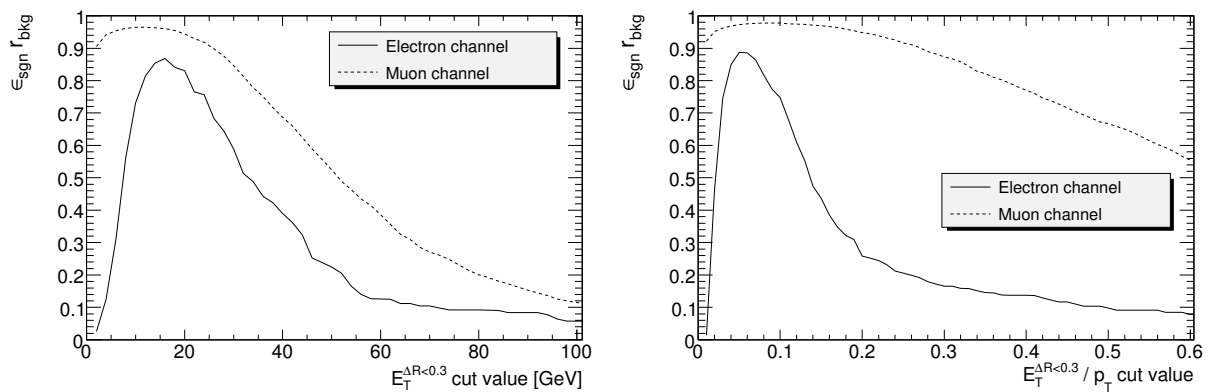 ϵ_sgn r_bkg
1
0.9
0.8
0.7
0.6
0.5
0.4
0.3
0.2
0.1
0
Electron channel
Muon channel
0 20 40 60 80 100
E_T^ΔR<0.3 cut value [GeV]
ϵ_sgn r_bkg
1
0.9
0.8
0.7
0.6
0.5
0.4
0.3
0.2
0.1
0
Electron channel
Muon channel
0 0.1 0.2 0.3 0.4 0.5 0.6
E_T^ΔR<0.3 / p_T cut value